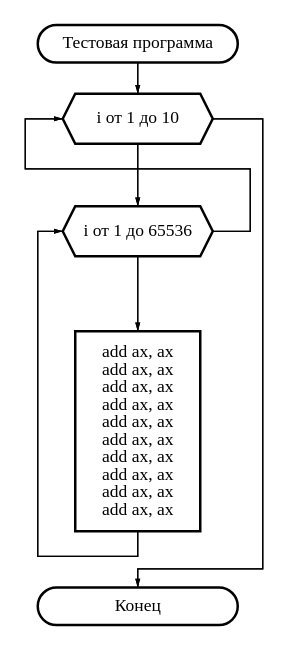 Тестовая программа
i от 1 до 10
i от 1 до 65536
add ax, ax
add ax, ax
add ax, ax
add ax, ax
add ax, ax
add ax, ax
add ax, ax
add ax, ax
add ax, ax
add ax, ax
Конец